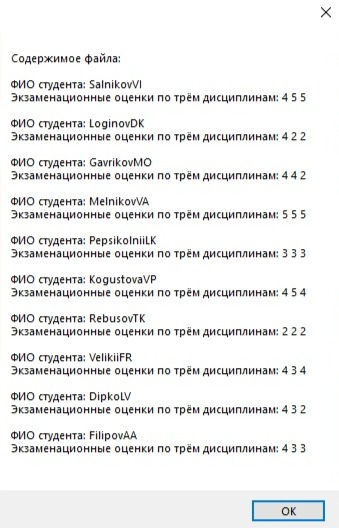 Содержимое файла:
ФИО студента: SalnikovVI
Экзаменационные оценки по трём дисциплинам: 4 5 5
ФИО студента: LoginovDK
Экзаменационные оценки по трём дисциплинам: 4 2 2
ФИО студента: GavrikovMO
Экзаменационные оценки по трём дисциплинам: 4 4 2
ФИО студента: MelnikovVA
Экзаменационные оценки по трём дисциплинам: 5 5 5
ФИО студента: PepsikolniiLK
Экзаменационные оценки по трём дисциплинам: 3 3 3
ФИО студента: KogustovaVP
Экзаменационные оценки по трём дисциплинам: 4 5 4
ФИО студента: RebusovTK
Экзаменационные оценки по трём дисциплинам: 2 2 2
ФИО студента: VelikiiFR
Экзаменационные оценки по трём дисциплинам: 4 3 4
ФИО студента: DipkoLV
Экзаменационные оценки по трём дисциплинам: 4 3 2
ФИО студента: FilipovAA
Экзаменационные оценки по трём дисциплинам: 4 3 3
OK